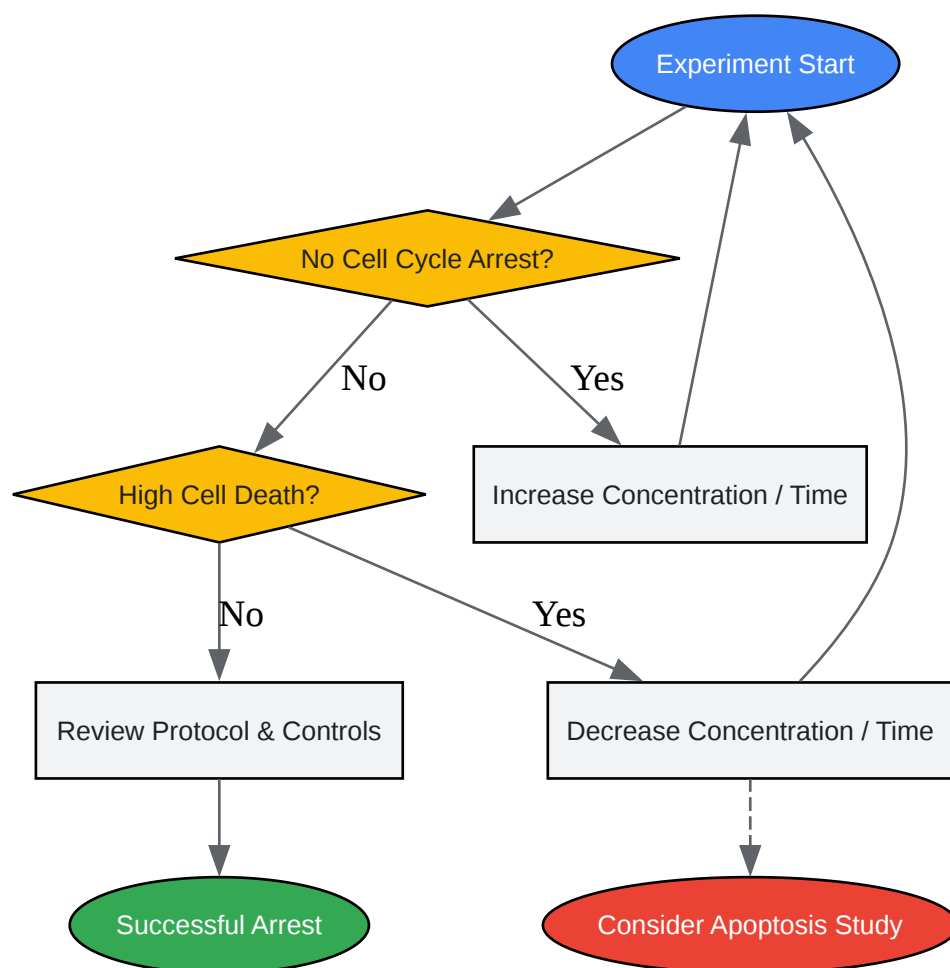 Experiment Start
No Cell Cycle Arrest?
No
Yes
High Cell Death?
Increase Concentration / Time
No
Yes
Review Protocol & Controls
Decrease Concentration / Time
Successful Arrest
Consider Apoptosis Study